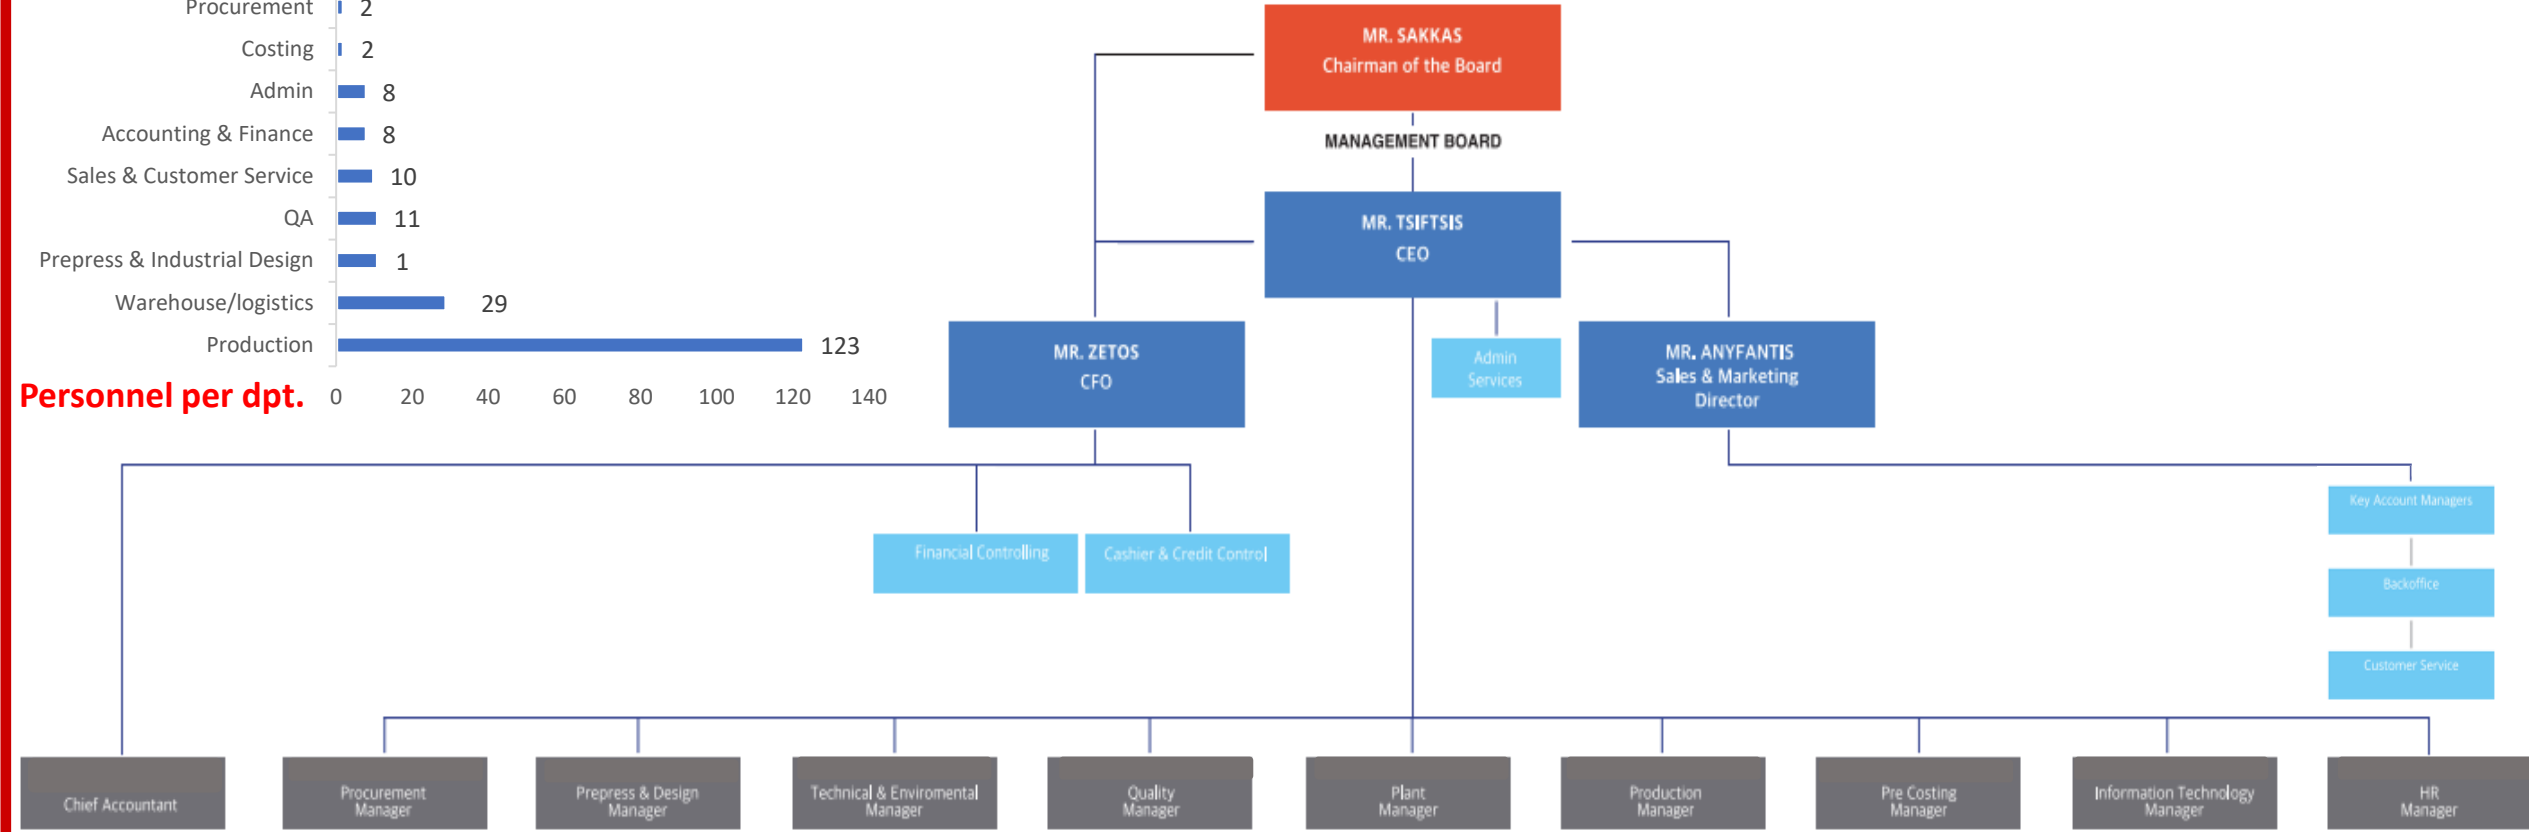 Procurement 2
Costing 2
Admin 8
Accounting & Finance 8
Sales & Customer Service 10
QA 11
Prepress & Industrial Design 1
Warehouse/logistics 29
Production 123
Personnel per dpt. 0 20 40 60 80 100 120 140
MR. SAKKAS
Chairman of the Board
MANAGEMENT BOARD
MR. TSIFTSIS
CEO
MR. ZETOS
CFO
Admin
Services
MR. ANYFANTIS
Sales & Marketing
Director
Financial Controlling
Cashier & Credit Control
Key Account Managers
Backoffice
Customer Service
Chief Accountant
Procurement
Manager
Prepress & Design
Manager
Technical & Enviromental
Manager
Quality
Manager
Plant
Manager
Production
Manager
Pre Costing
Manager
Information Technology
Manager
HR
Manager